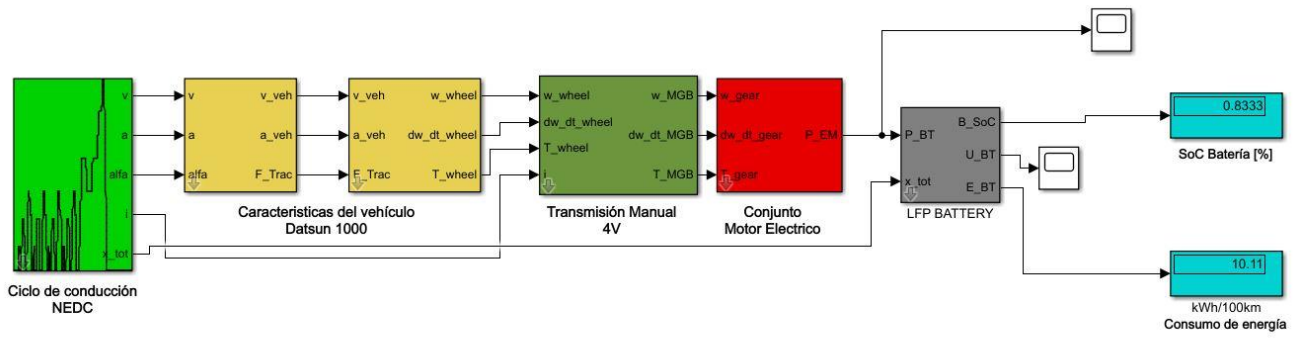 v
a
alfa
i
x_tot
Ciclo de conducción
NEDC
v
a
alfa
v_veh
a_veh
F_Trac
v_veh
a_veh
F_Trac
w_wheel
dw_dt_wheel
T_wheel
Caracteristicas del vehículo
Datsun 1000
w_wheel
dw_dt_wheel
T_wheel
i
w_MGB
dw_dt_MGB
T_MGB
Transmisión Manual
4V
w_gear
dw_dt_gear
T_gear
P_EM
Conjunto
Motor Electrico
P_BT
x_tot
B_SoC
U_BT
E_BT
LFP BATTERY
0.8333
SoC Batería [%]
10.11
kWh/100km
Consumo de energía